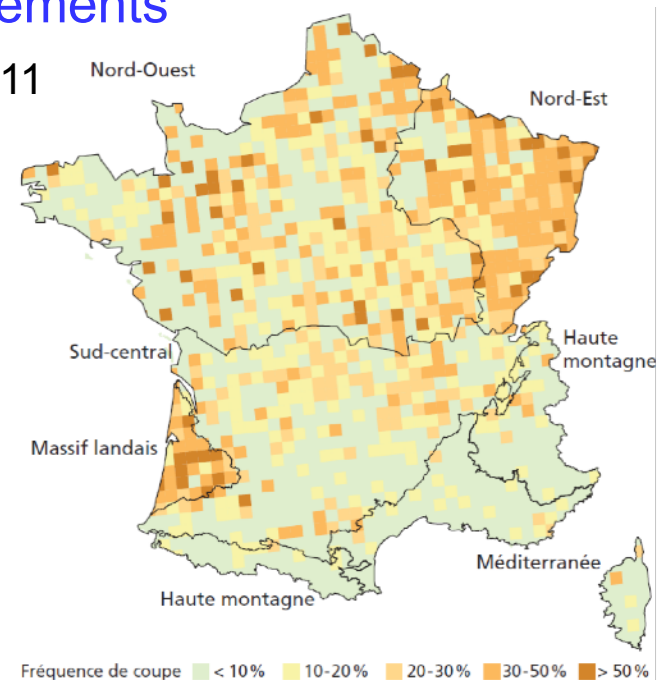 11
Nord-Ouest
Nord-Est
Sud-central
Haute
montagne
Massif landais
Méditerranée
Haute montagne
Fréquence de coupe < 10 % 10-20 % 20-30 % 30-50 % > 50 %